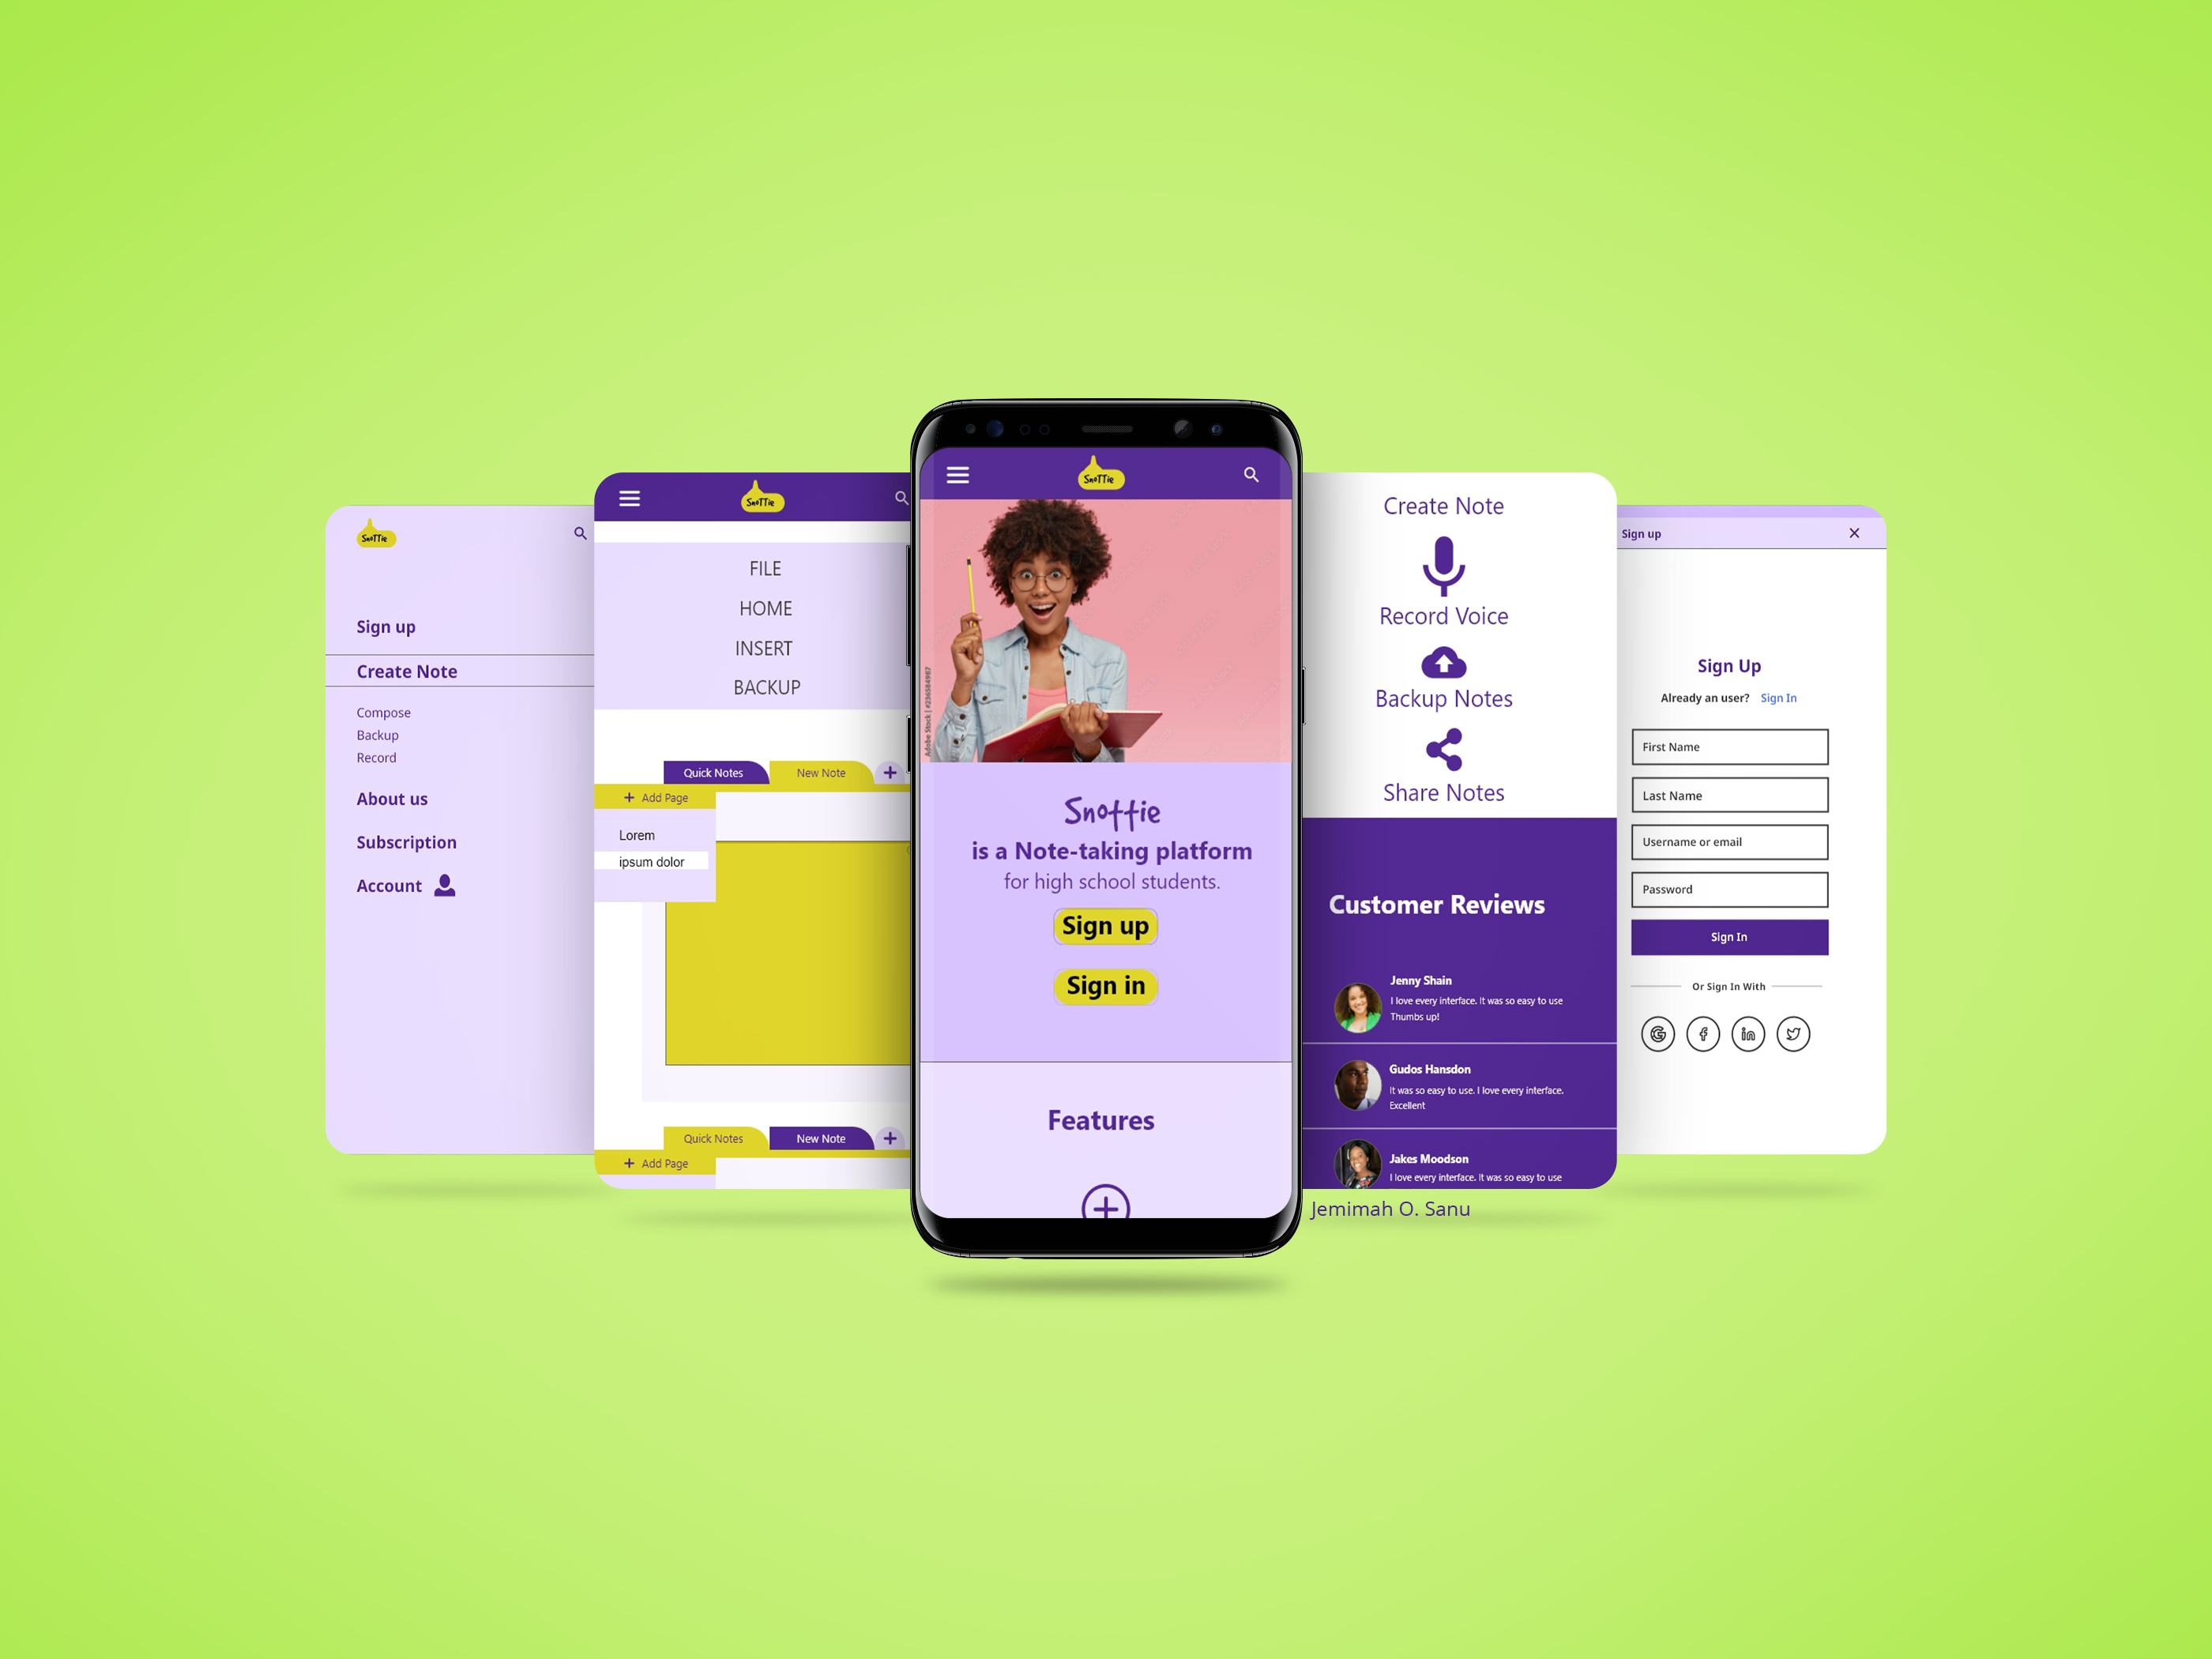 Snottie
Sign up
Create Note
Compose
Backup
Record
About us
Subscription
Account
Snottie
FILE
HOME
INSERT
BACKUP
Quick Notes
New Note
+ Add Page
Lorem
ipsum dolor
Quick Notes
New Note
+ Add Page
Snottie
Adobe Stock | #236584987
Snottie
is a Note-taking platform
for high school students.
Sign up
Sign in
Features
Create Note
Record Voice
Backup Notes
Share Notes
Customer Reviews
Jenny Shain
I love every interface. It was so easy to use
Thumbs up!
Gudos Hansdon
It was so easy to use. I love every interface.
Excellent
Jakes Moodson
I love every interface. It was so easy to use
Jemimah O. Sanu
Sign up
Sign Up
Already an user? Sign In
First Name
Last Name
Username or email
Password
Sign In
Or Sign In With